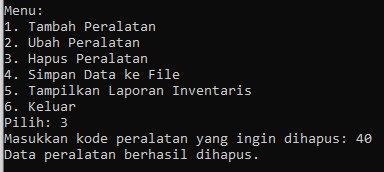 Menu:
1. Tambah Peralatan
2. Ubah Peralatan
3. Hapus Peralatan
4. Simpan Data ke File
5. Tampilkan Laporan Inventaris
6. Keluar
Pilih: 3
Masukkan kode peralatan yang ingin dihapus: 40
Data peralatan berhasil dihapus.